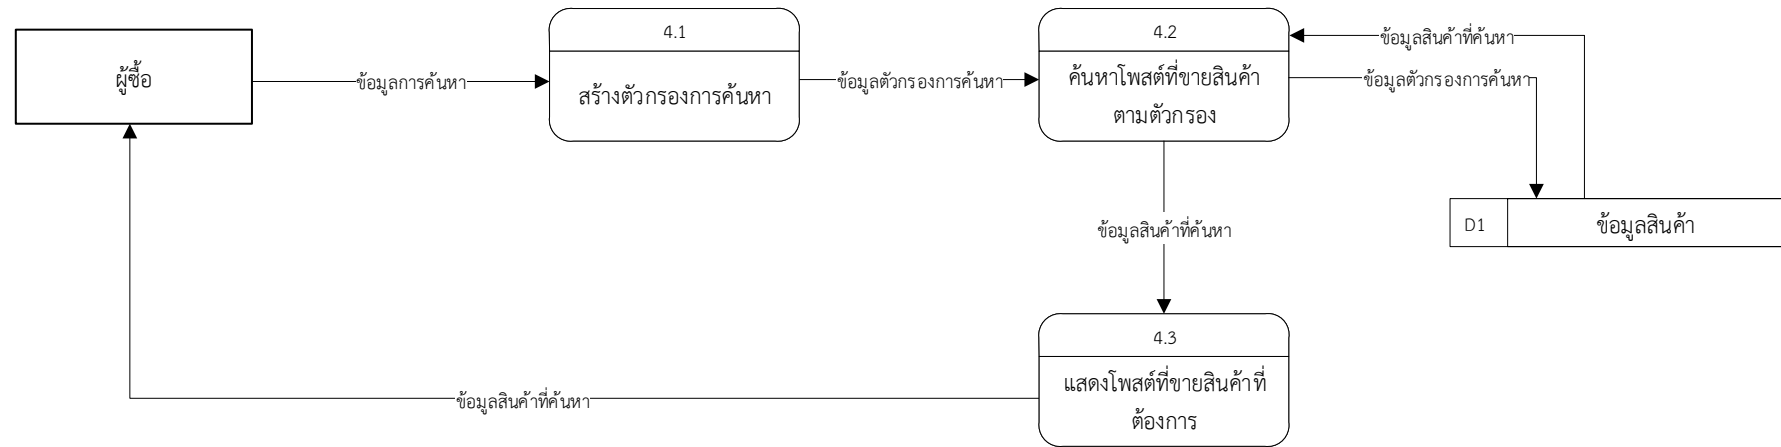 4.1
4.2
ข้อมูลสินค้าที่ค้นหา
ผู้ซื้อ
ข้อมูลการค้นหา
สร้างตัวกรองการค้นหา
ข้อมูลตัวกรองการค้นหา
ค้นหาโพสต์ที่ขายสินค้า
ตามตัวกรอง
ข้อมูลตัวกรองการค้นหา
D1
ข้อมูลสินค้า
ข้อมูลสินค้าที่ค้นหา
4.3
แสดงโพสต์ที่ขายสินค้าที่
ต้องการ
ข้อมูลสินค้าที่ค้นหา